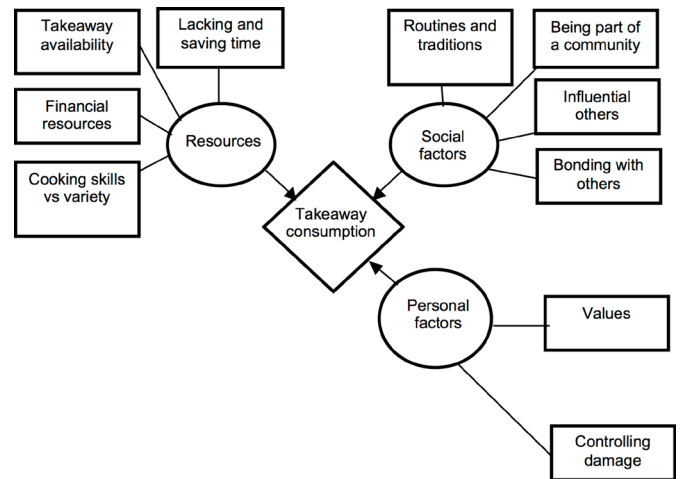 Takeaway
availability
Lacking and
saving time
Routines and
traditions
Being part of
a community
Financial
resources
Resources
Social
factors
Influential
others
Cooking skills
vs variety
Bonding with
others
Takeaway
consumption
Personal
factors
Values
Controlling
damage